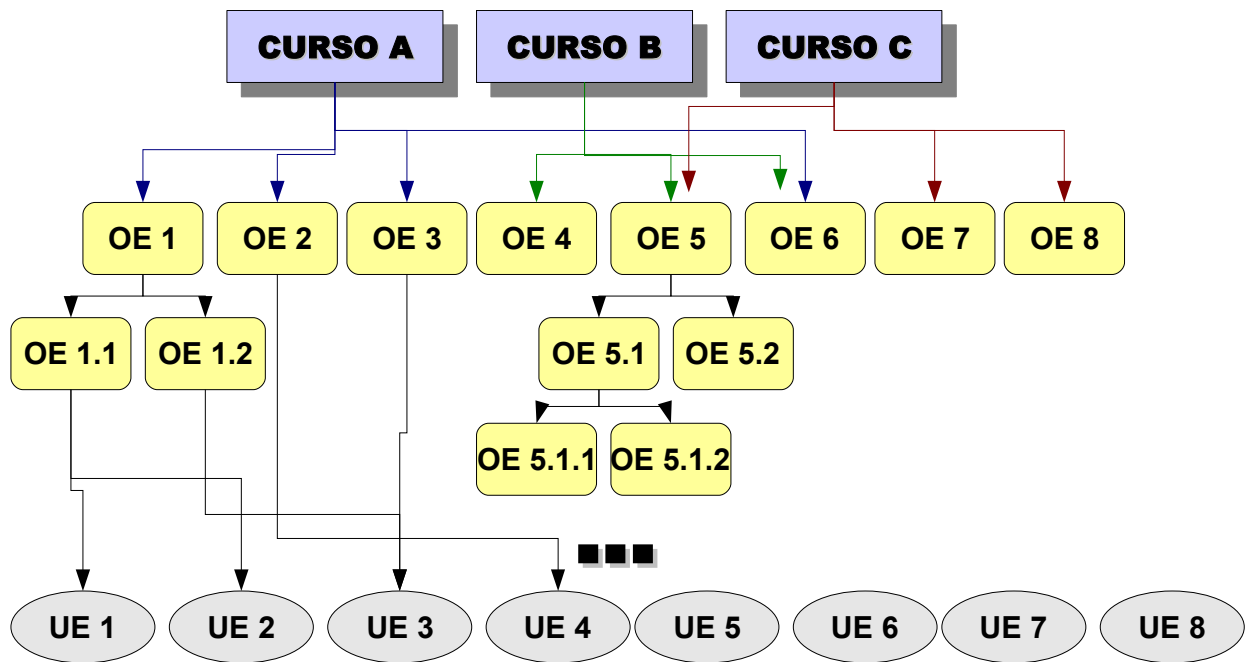 CURSO A
CURSO B
CURSO C
OE 1
OE 2
OE 3
OE 4
OE 5
OE 6
OE 7
OE 8
OE 1.1
OE 1.2
OE 5.1
OE 5.2
OE 5.1.1
OE 5.1.2
UE 1
UE 2
UE 3
UE 4
UE 5
UE 6
UE 7
UE 8